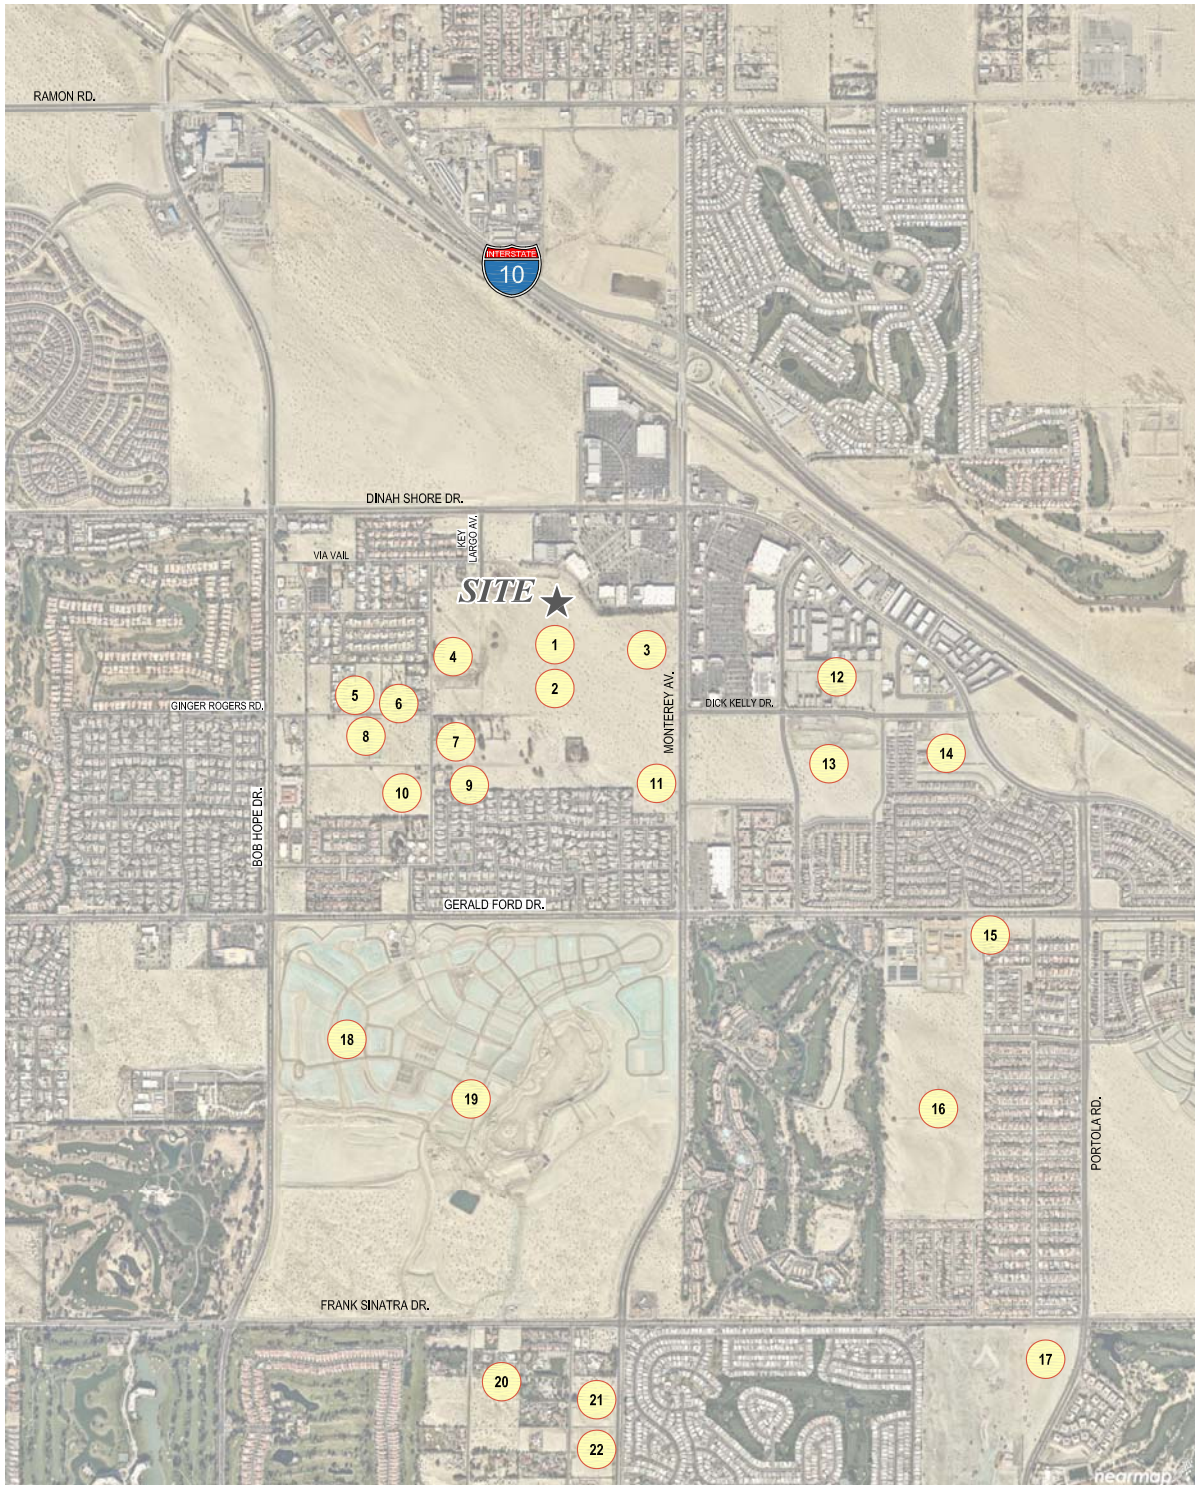 RAMON RD.
INTERSTATE
10
DINAH SHORE DR.
KEY
LARGO AV.
VIA VAIL
SITE
1
3
4
12
2
5
6
GINGER ROGERS RD.
MONTEREY AV.
DICK KELLY DR.
8
7
14
13
9
11
10
BOB HOPE DR.
GERALD FORD DR.
15
18
19
16
PORTOLA RD.
FRANK SINATRA DR.
17
20
21
22
nearmap